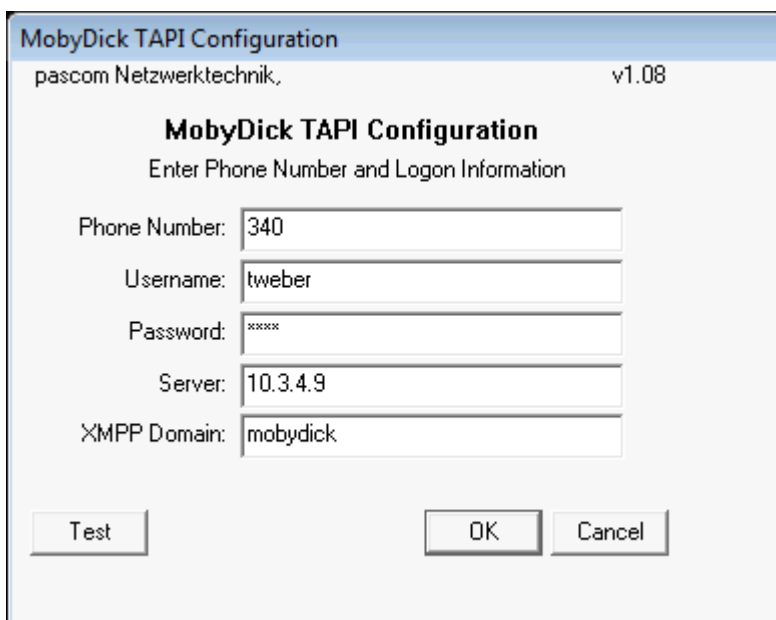 MobyDick TAPI Configuration
pascom Netzwerktechnik, v1.08
MobyDick TAPI Configuration
Enter Phone Number and Logon Information
Phone Number: 340
Username: tweber
Password: ****
Server: 10.3.4.9
XMPP Domain: mobydick
Test OK Cancel